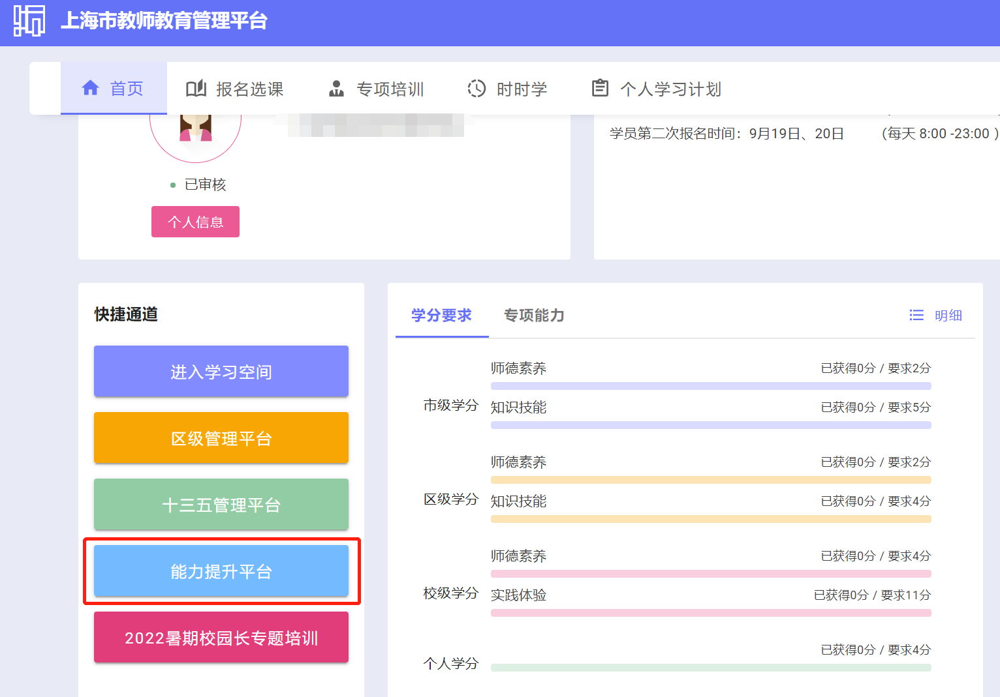 上海市教师教育管理平台
首页 报名选课 专项培训 时时学 个人学习计划
学员第二次报名时间：9月19日、20日 （每天 8:00 -23:00 ）
已审核
个人信息
快捷通道
进入学习空间
区级管理平台
十三五管理平台
能力提升平台
2022暑期校园长专题培训
学分要求 专项能力 明细
市级学分
师德素养 已获得0分 / 要求2分
知识技能 已获得0分 / 要求5分
区级学分
师德素养 已获得0分 / 要求2分
知识技能 已获得0分 / 要求4分
校级学分
师德素养 已获得0分 / 要求4分
实践体验 已获得0分 / 要求11分
个人学分
已获得0分 / 要求4分